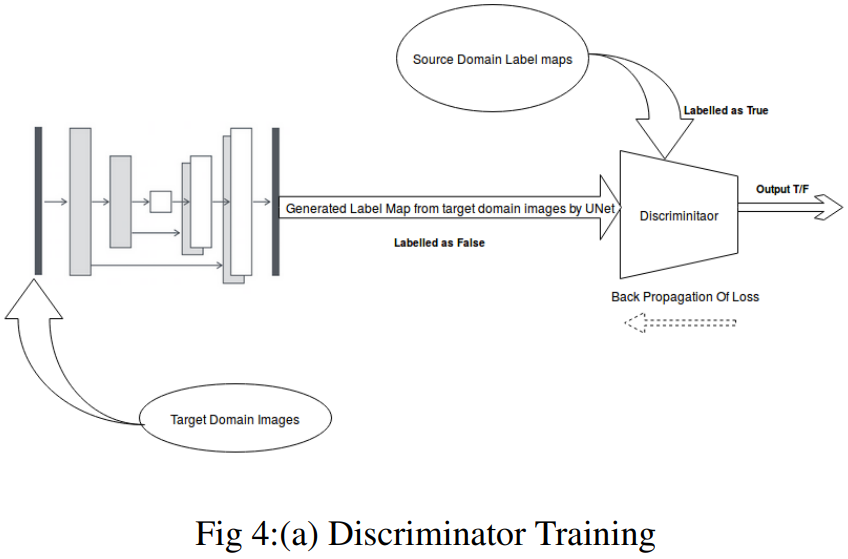 Source Domain Label maps
Labelled as True
Generated Label Map from target domain images by UNet
Labelled as False
Discriminitaor
Output T/F
Back Propagation Of Loss
Target Domain Images
Fig 4:(a) Discriminator Training